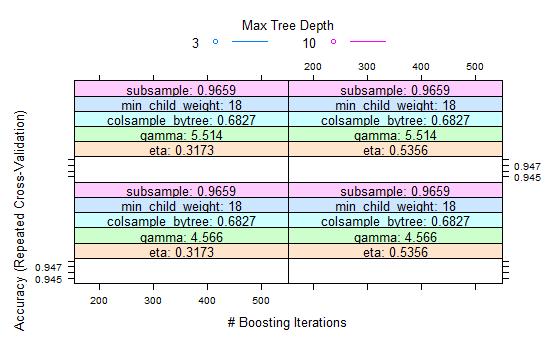 Max Tree Depth
3 10
200 300 400 500
subsample: 0.9659 subsample: 0.9659
min_child_weight: 18 min_child_weight: 18
colsample_bytree: 0.6827 colsample_bytree: 0.6827
gamma: 5.514 gamma: 5.514
eta: 0.3173 eta: 0.5356
0.947
0.945
subsample: 0.9659 subsample: 0.9659
min_child_weight: 18 min_child_weight: 18
colsample_bytree: 0.6827 colsample_bytree: 0.6827
gamma: 4.566 gamma: 4.566
eta: 0.3173 eta: 0.5356
0.947
0.945
200 300 400 500
# Boosting Iterations
Accuracy (Repeated Cross-Validation)